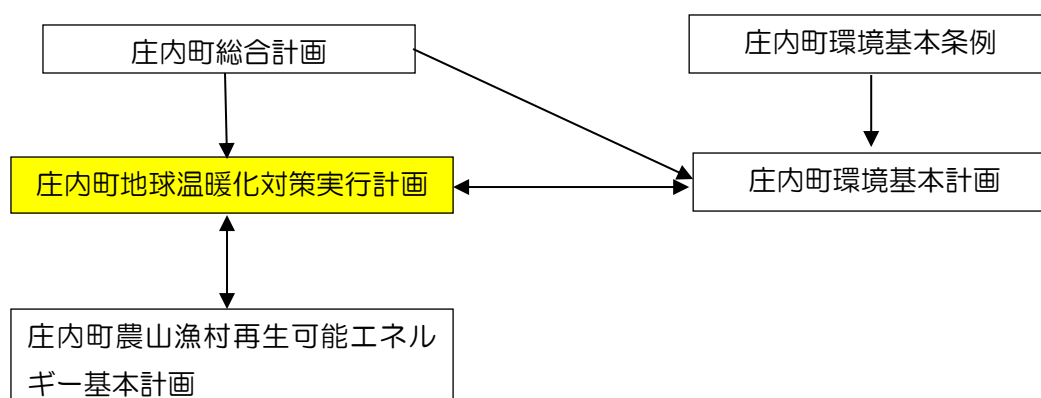 庄内町総合計画
庄内町環境基本条例
庄内町地球温暖化対策実行計画
庄内町環境基本計画
庄内町農山漁村再生可能エネル
ギー基本計画